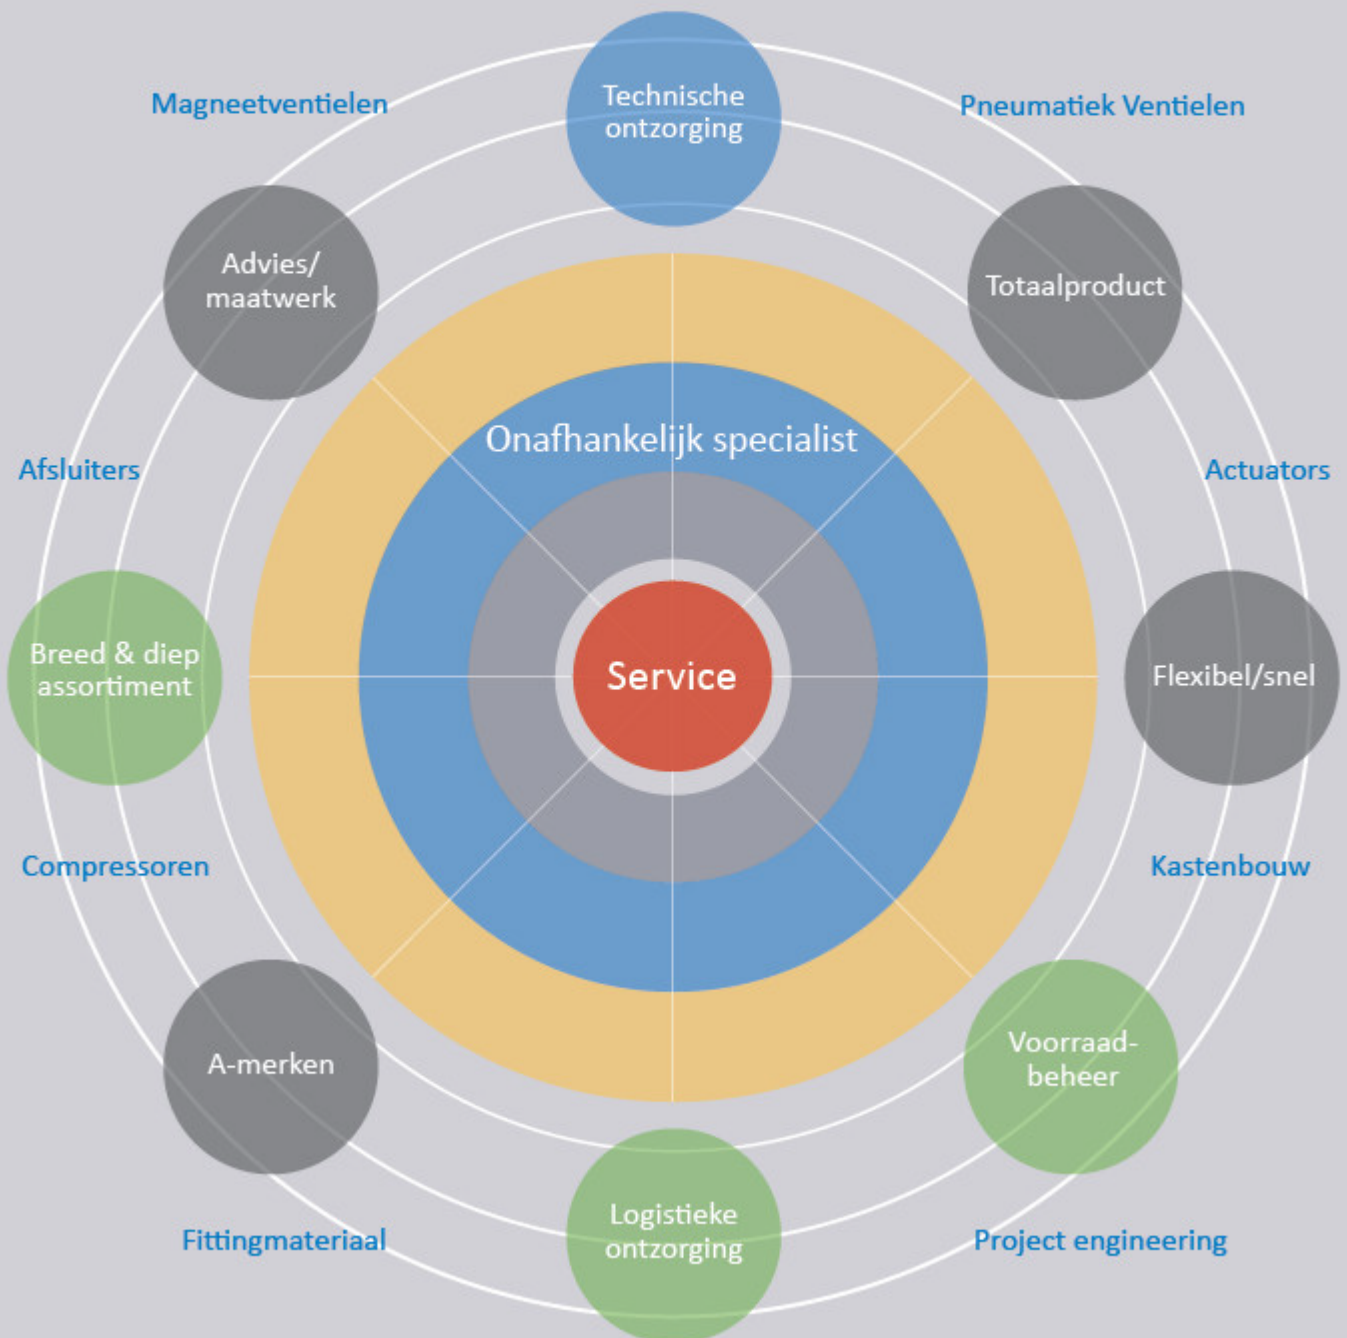 Magneetventielen
Technische
ontzorging
Pneumatiek Ventielen
Advies/
maatwerk
Totaalproduct
Onafhankelijk specialist
Afsluiters
Actuators
Breed & diep
assortiment
Service
Flexibel/snel
Compressoren
Kastenbouw
A-merken
Voorraad-
beheer
Fittingmateriaal
Logistieke
ontzorging
Project engineering